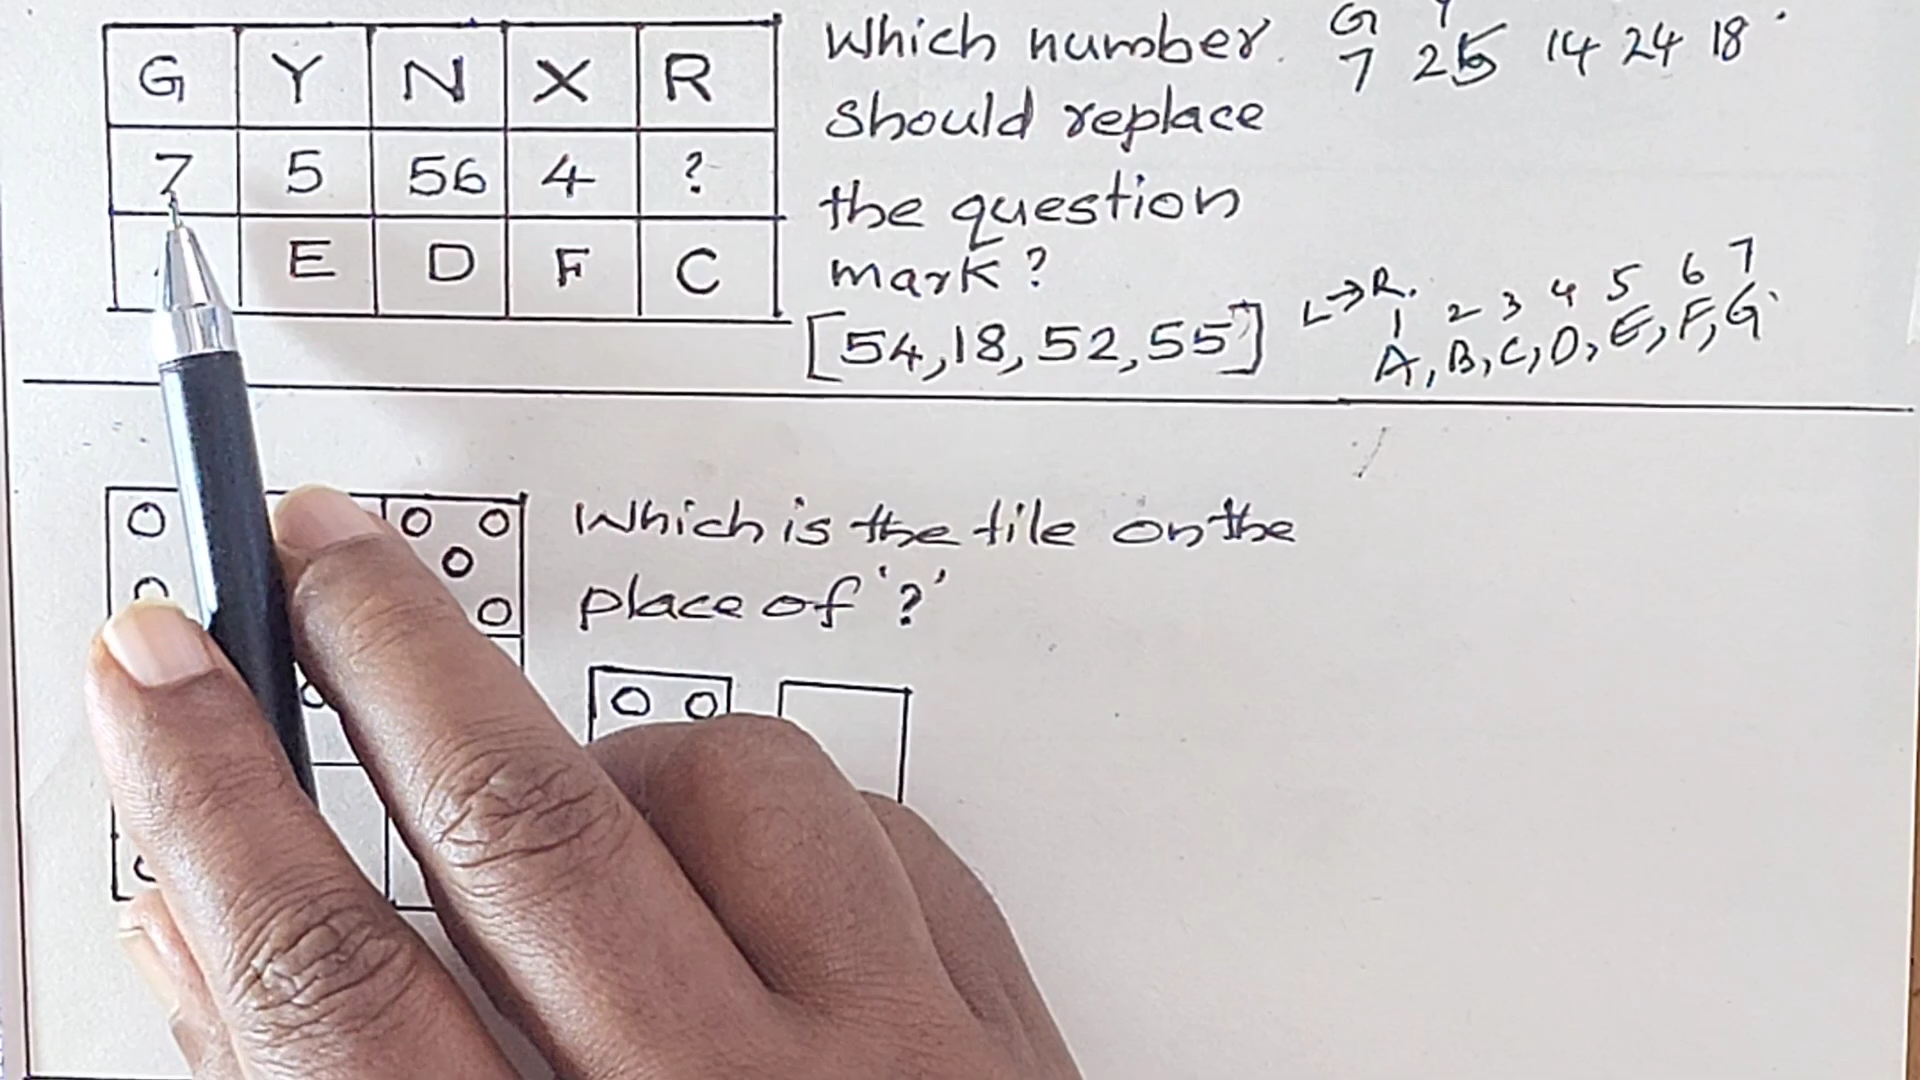 G Y N X R
7 5 56 4 ?
E D F C
Which number
should replace
the question
mark?
[54,18,52,55]
G Y
7 25 14 24 18
L→R.
1 2 3 4 5 6 7
A, B, C, D, E, F, G.
Which is the tile on the
place of '?'